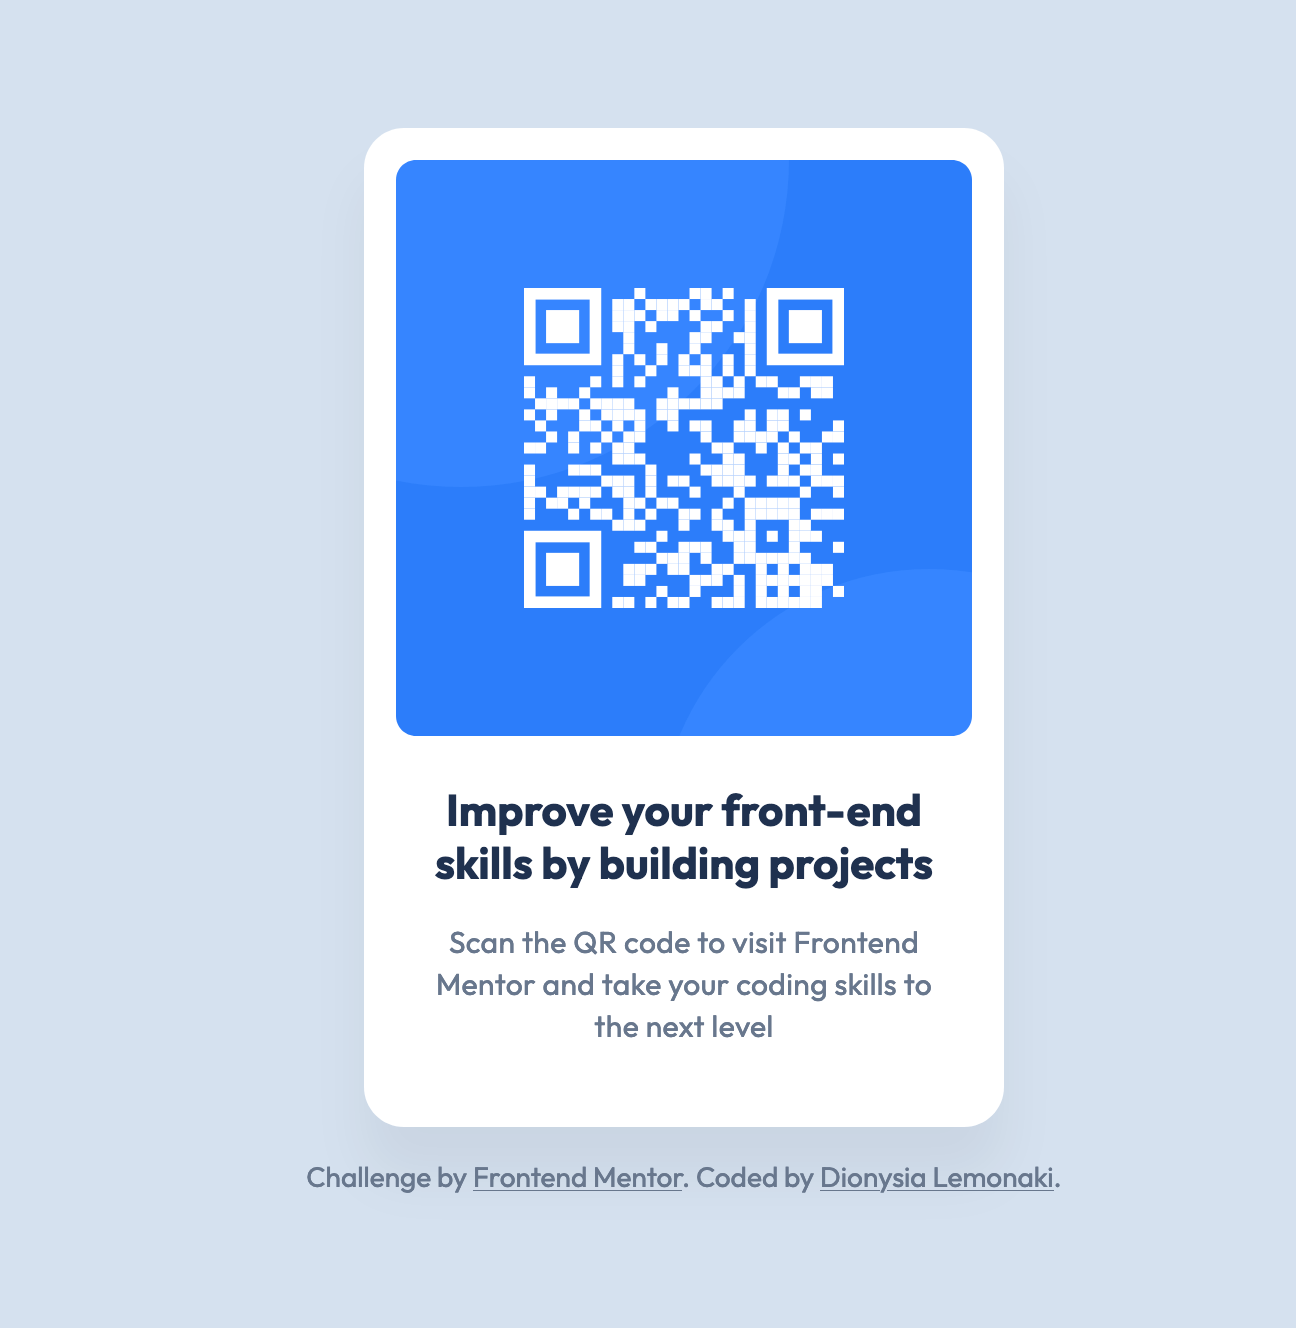 Improve your front-end
skills by building projects
Scan the QR code to visit Frontend
Mentor and take your coding skills to
the next level
Challenge by Frontend Mentor. Coded by Dionysia Lemonaki.